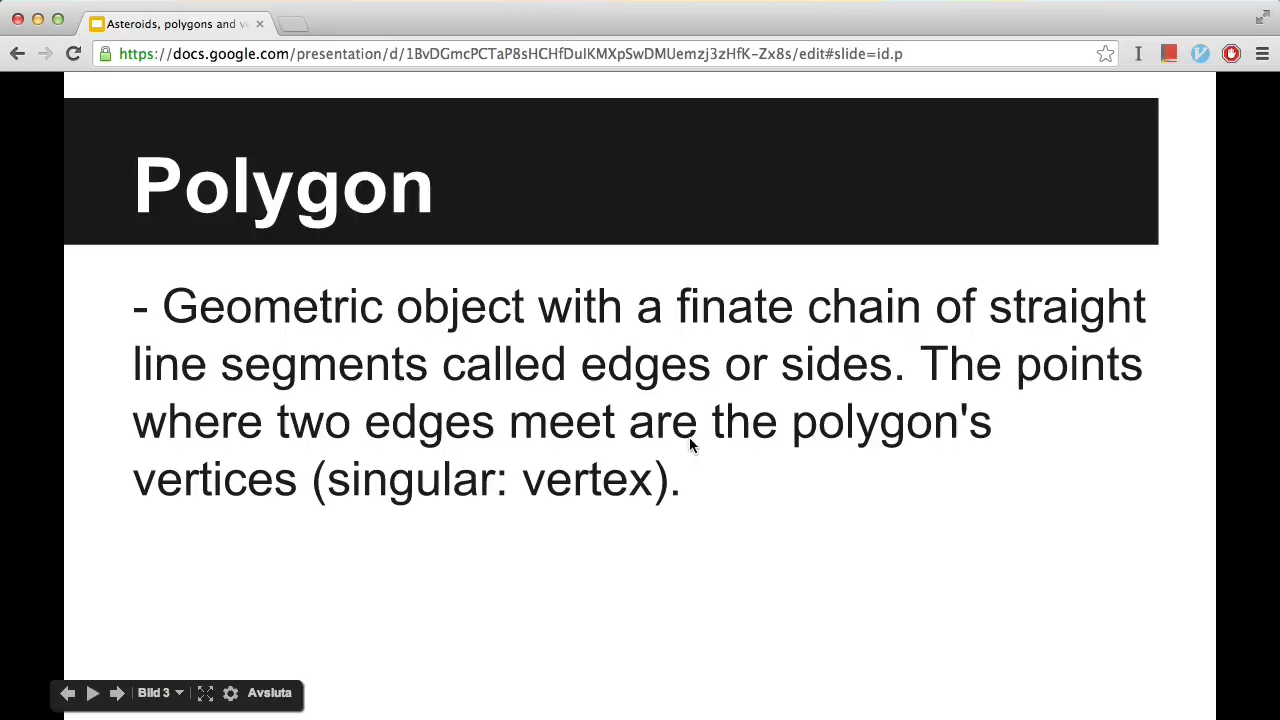 Asteroids, polygons and v
https://docs.google.com/presentation/d/1BvDGmcPCTaP8sHCHfDuIKMXpSwDMUemzj3zHfK-Zx8s/edit#slide=id.p
Polygon
- Geometric object with a finate chain of straight
line segments called edges or sides. The points
where two edges meet are the polygon's
vertices (singular: vertex).
Bild 3
Avsluta